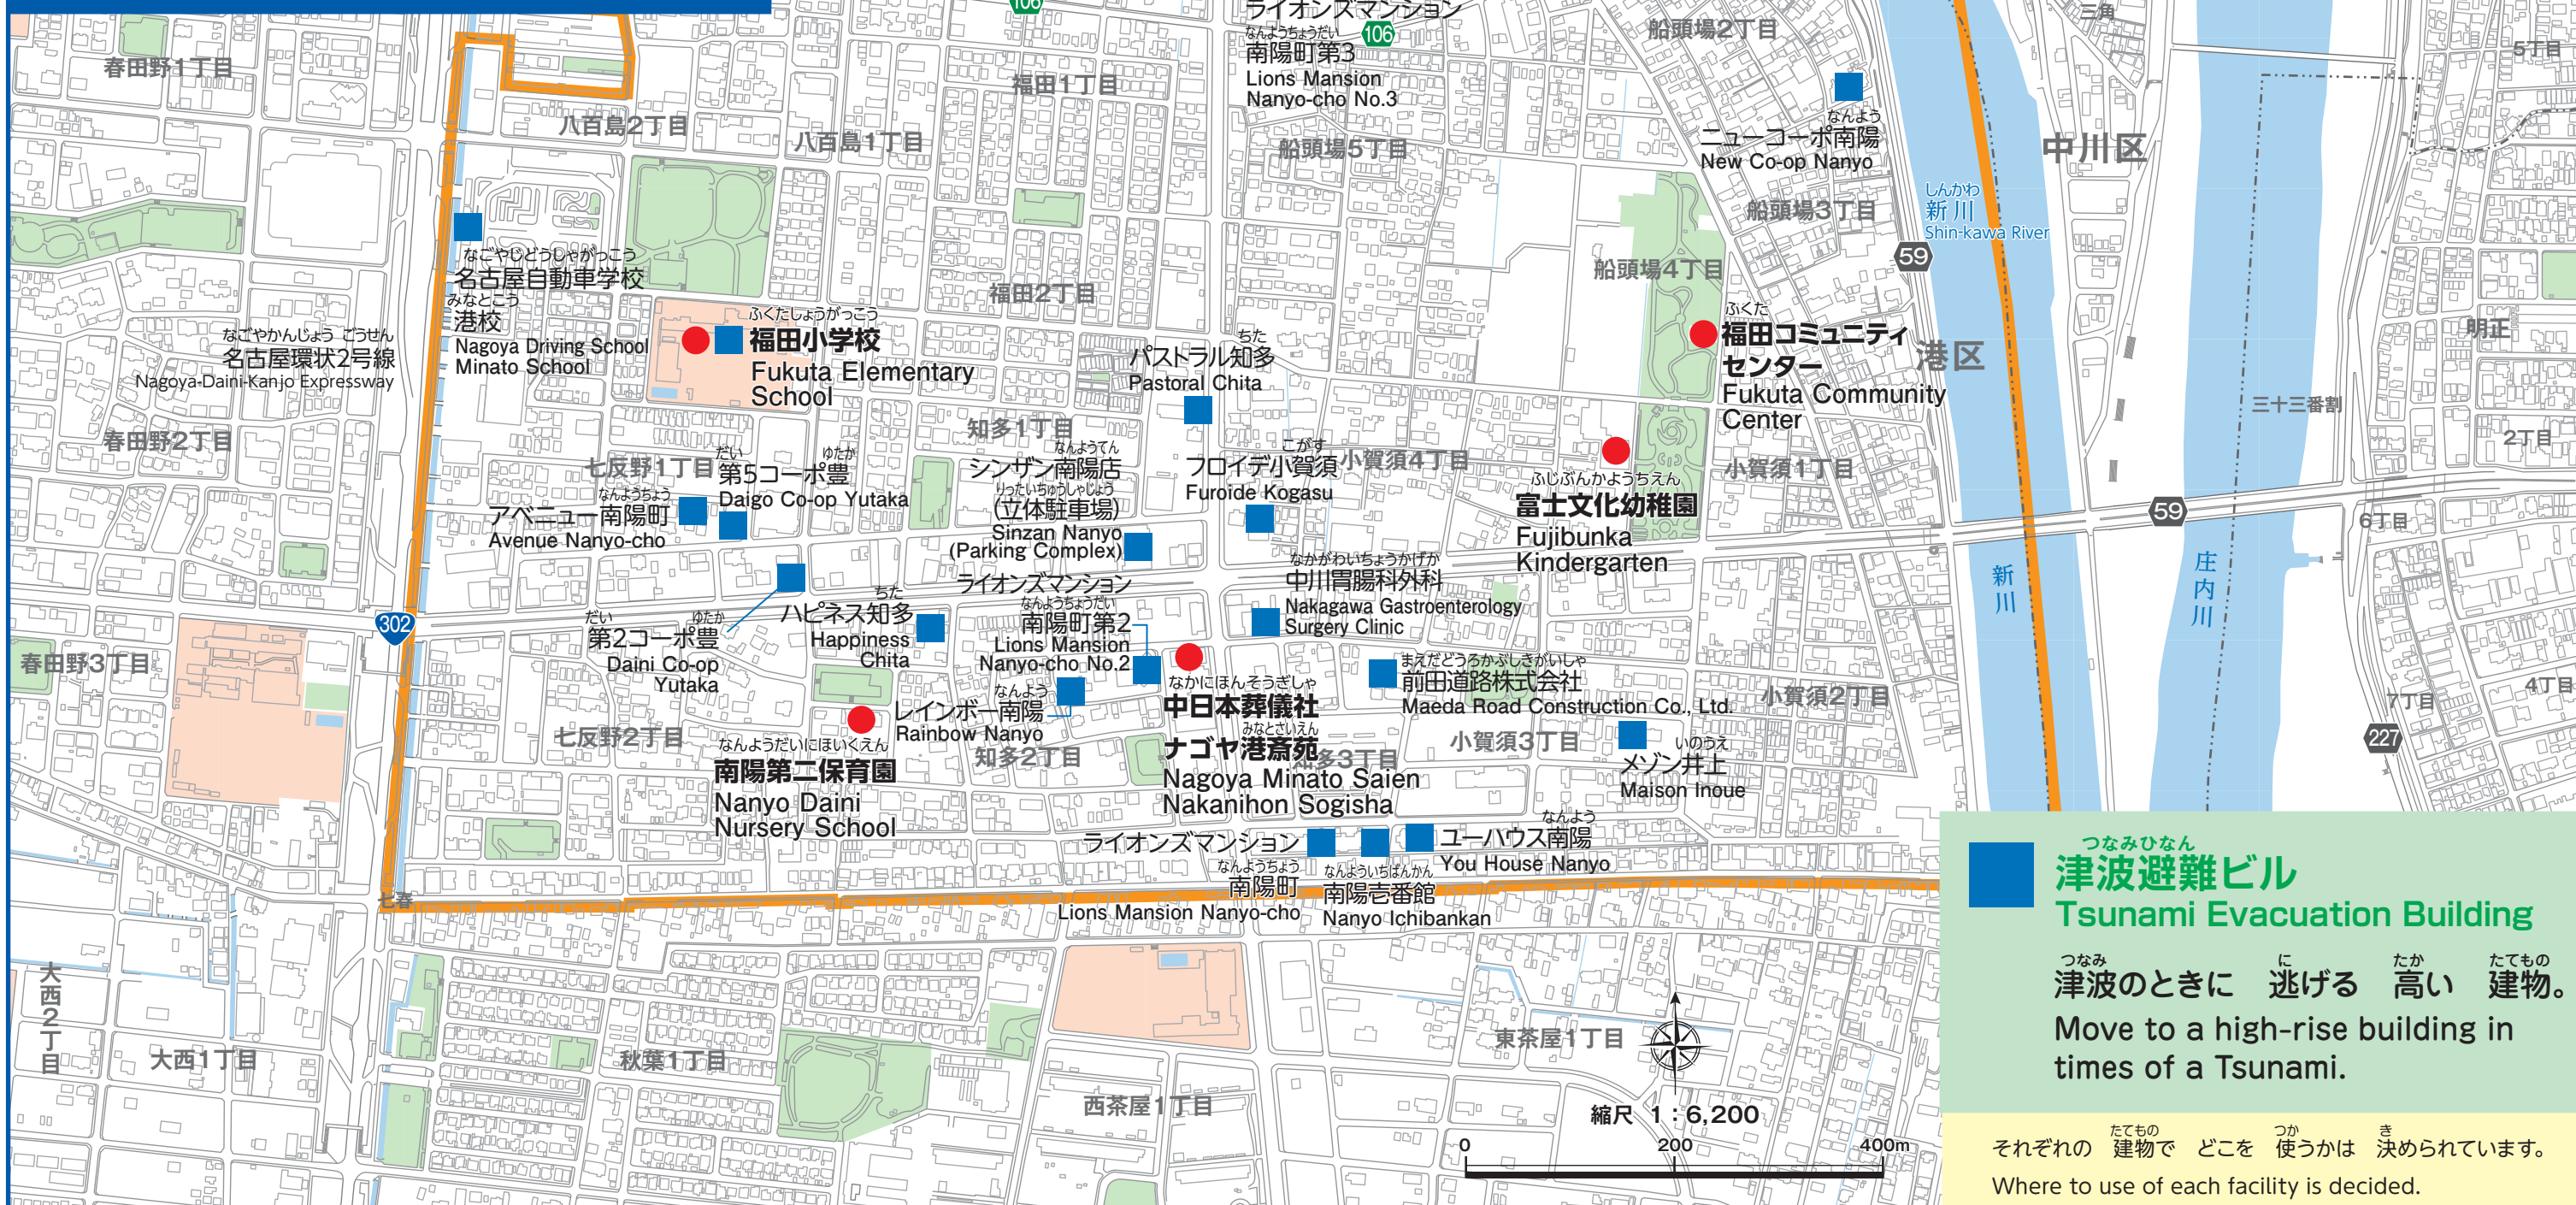 106
ライオンズマンション
なんようちょうだい
南陽町第3
Lions Mansion
Nanyo-cho No.3
106
船頭場2丁目
三角
5丁目
春田野1丁目
福田1丁目
八百島2丁目
八百島1丁目
船頭場5丁目
なんよう
ニューコーポ南陽
New Co-op Nanyo
中川区
しんかわ
新川
Shin-kawa River
船頭場3丁目
59
船頭場4丁目
なごやじどうしゃがっこう
名古屋自動車学校
みなとこう
港校
Nagoya Driving School
Minato School
福田2丁目
なごやかんじょう ごうせん
名古屋環状2号線
Nagoya-Daini-Kanjo Expressway
ふくたしょうがっこう
福田小学校
Fukuta Elementary
School
ちた
パストラル知多
Pastoral Chita
ふくた
福田コミュニティ
センター
Fukuta Community
Center
港区
明正
三十三番割
2丁目
春田野2丁目
知多1丁目
七反野1丁目
だい ゆたか
第5コーポ豊
Daigo Co-op Yutaka
なんようてん
シンザン南陽店
りったいちゅうしゃじょう
(立体駐車場)
Sinzan Nanyo
(Parking Complex)
こがす
フロイデ小賀須
Furoide Kogasu
小賀須4丁目
小賀須1丁目
ふじぶんかようちえん
富士文化幼稚園
Fujibunka
Kindergarten
なんようちょう
アベニュー南陽町
Avenue Nanyo-cho
59
6丁目
新川
庄内川
なかがわいちょうかげか
中川胃腸科外科
Nakagawa Gastroenterology
Surgery Clinic
302
だい ゆたか
第2コーポ豊
Daini Co-op
Yutaka
ちた
ハピネス知多
Happiness
Chita
ライオンズマンション
なんようちょうだい
南陽町第2
Lions Mansion
Nanyo-cho No.2
春田野3丁目
まえだどうろかぶしきがいしゃ
前田道路株式会社
Maeda Road Construction Co., Ltd.
小賀須2丁目
7丁目
4丁目
なんよう
レインボー南陽
Rainbow Nanyo
なかにほんそうぎしゃ
中日本葬儀社
みなとさいえん
ナゴヤ港斎苑
Nagoya Minato Saien
Nakanihon Sogisha
七反野2丁目
なんようだいにほいくえん
南陽第二保育園
Nanyo Daini
Nursery School
知多2丁目
知多3丁目
小賀須3丁目
いのうえ
メゾン井上
Maison Inoue
227
ライオンズマンション
なんようちょう
南陽町
Lions Mansion Nanyo-cho
なんよういちばんかん
南陽壱番館
Nanyo Ichibankan
なんよう
ユーハウス南陽
You House Nanyo
七春
大西2丁目
大西1丁目
秋葉1丁目
西茶屋1丁目
東茶屋1丁目
縮尺 1:6,200
0 200 400m
つなみひなん
津波避難ビル
Tsunami Evacuation Building
つなみ に たか たてもの
津波のときに 逃げる 高い 建物。
Move to a high-rise building in
times of a Tsunami.
たてもの つか き
それぞれの 建物で どこを 使うかは 決められています。
Where to use of each facility is decided.